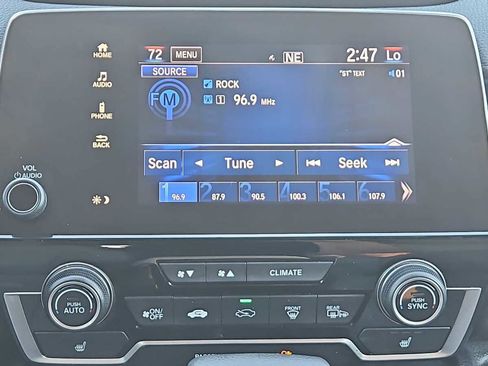 HOME
72 MENU NE 2:47 Lo
SOURCE
"ST" TEXT 01
AUDIO
ROCK
FM
1 96.9 MHz
PHONE
BACK
Scan Tune Seek
VOL
AUDIO
1 96.9 2 87.9 3 90.5 4 100.3 5 106.1 6 107.9
CLIMATE
PUSH
AUTO
ON/
OFF
FRONT
REAR
PUSH
SYNC